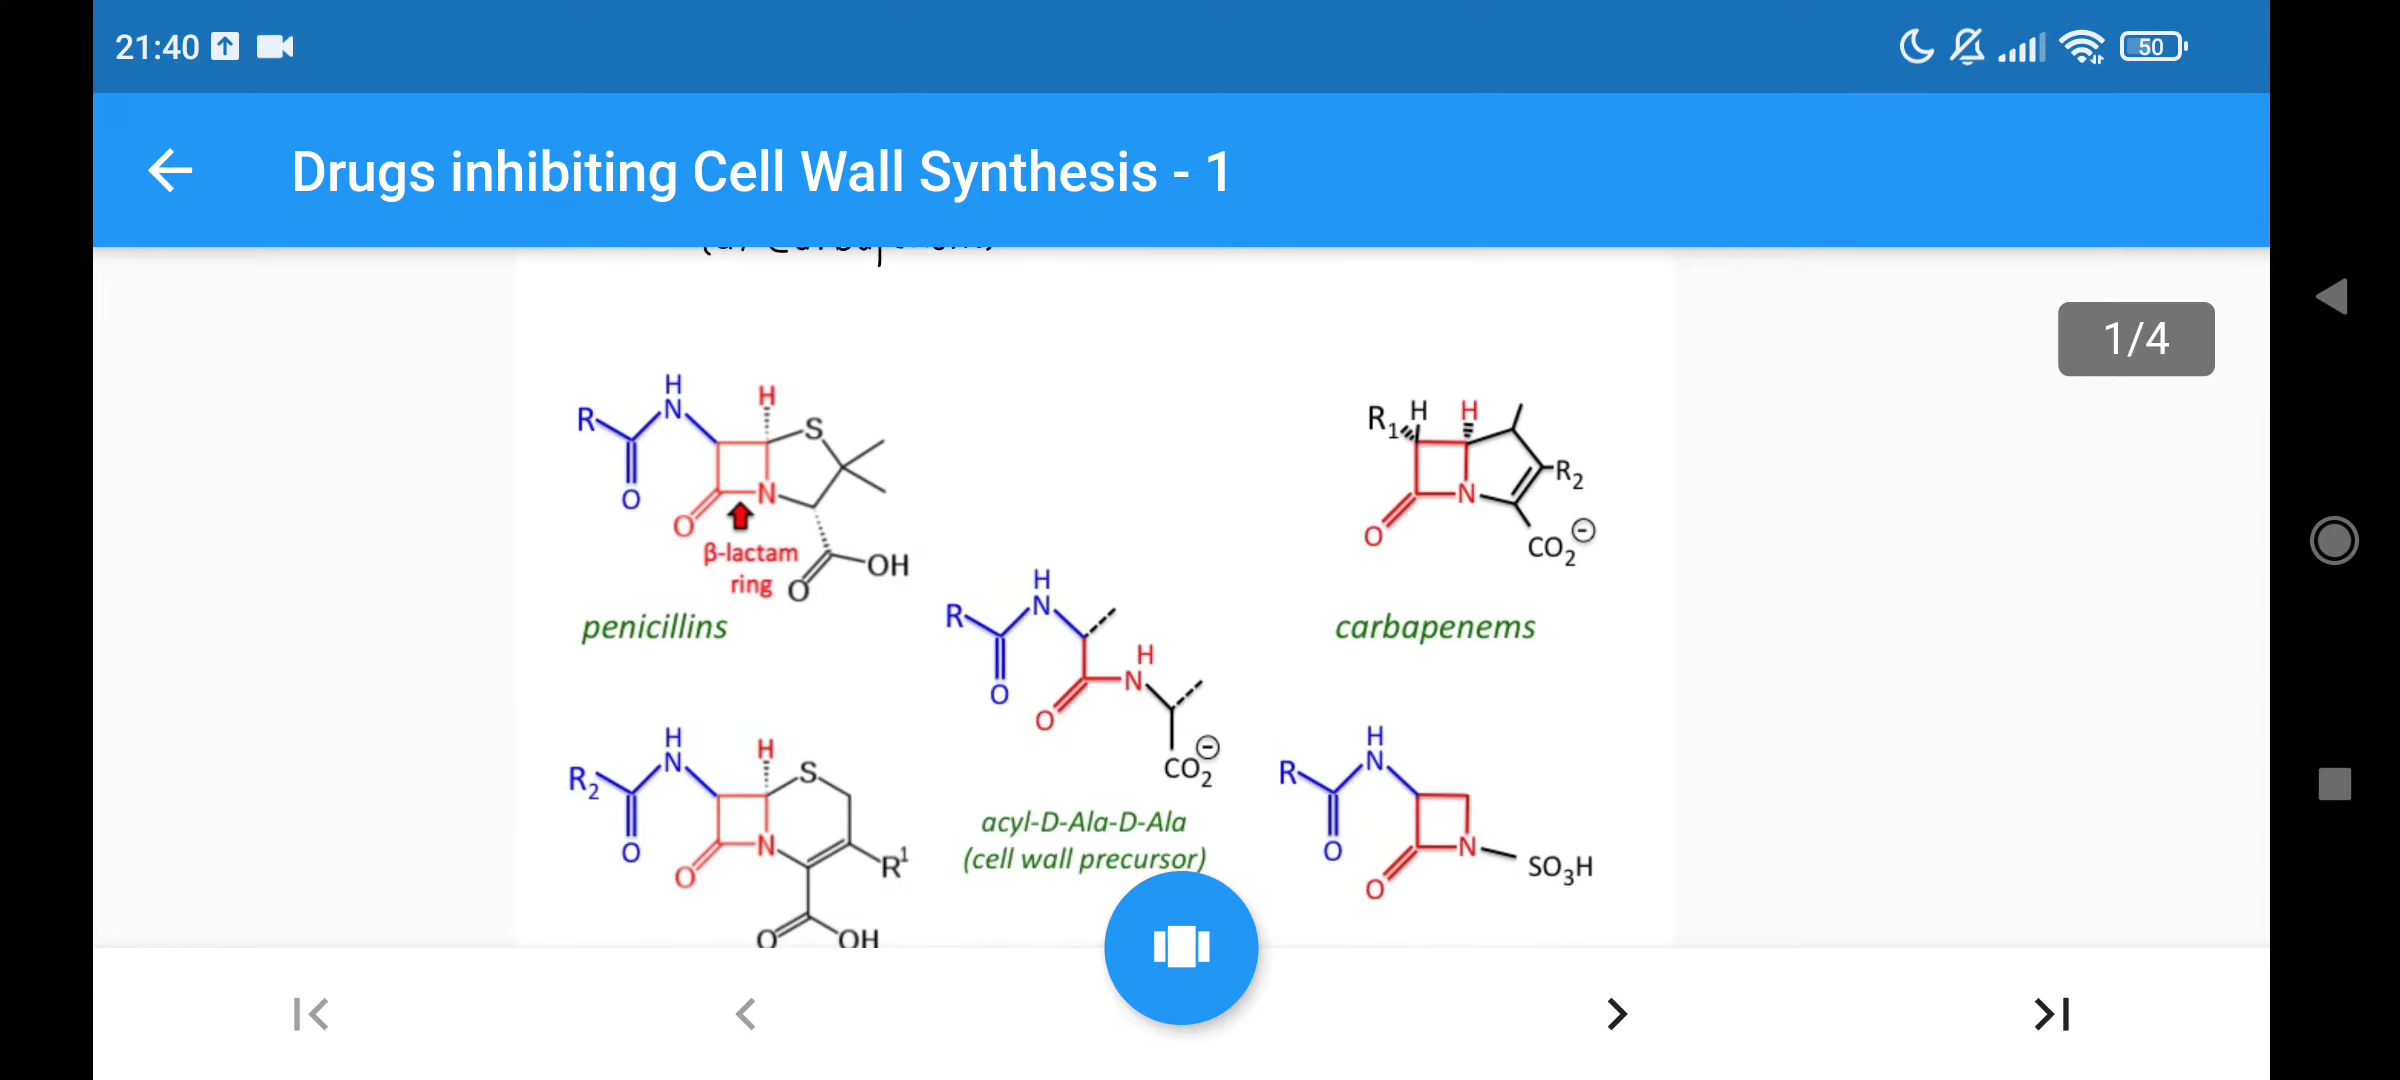 21:40
50
Drugs inhibiting Cell Wall Synthesis - 1
1/4
H
R N H S
O O N
β-lactam
ring O OH
penicillins
R1 H H
R2
O N CO2 ⊖
carbapenems
H
R N H
O O N
CO2 ⊖
acyl-D-Ala-D-Ala
(cell wall precursor)
H
R2 N H S
O O N R1
O OH
H
R N
O O N SO3H